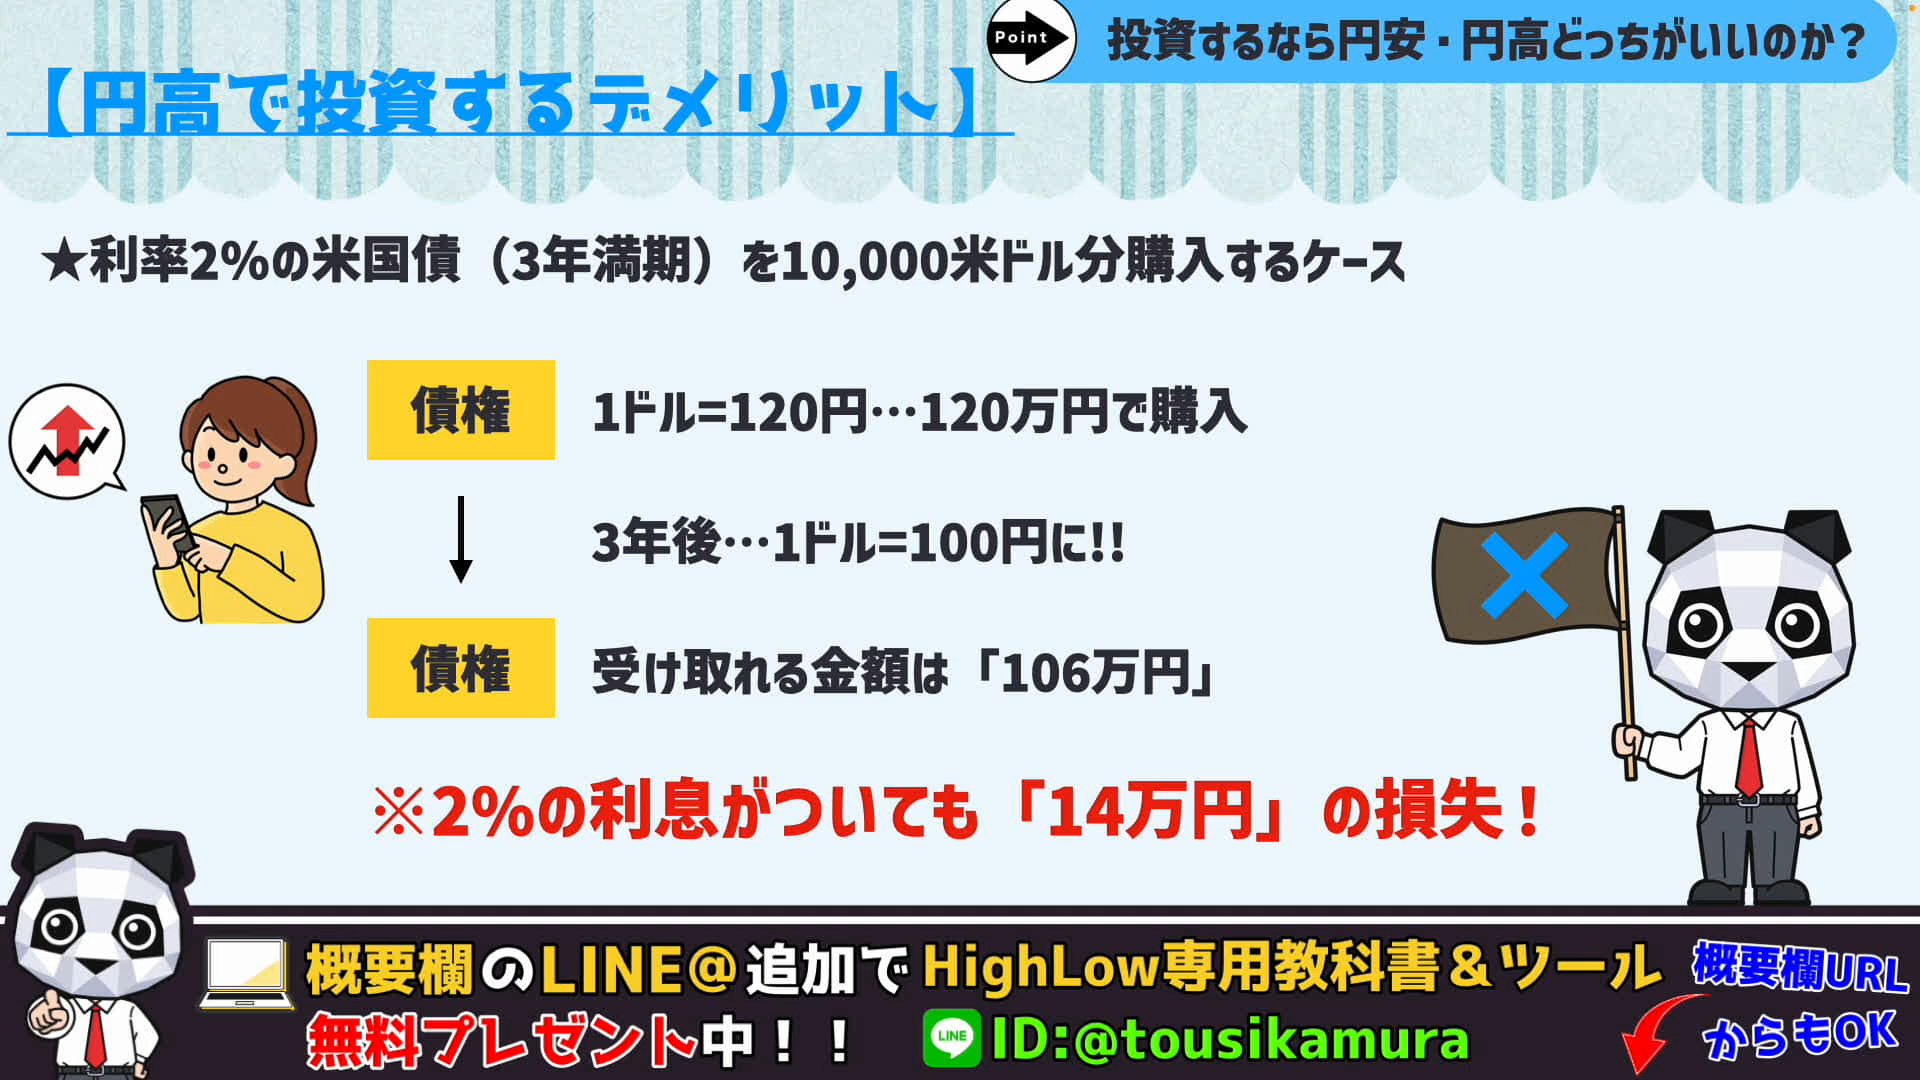 Point
投資するなら円安・円高どっちがいいのか？
【円高で投資するデメリット】
★利率2%の米国債（3年満期）を10,000米ドル分購入するケース
債権
1ドル=120円…120万円で購入
3年後…1ドル=100円に!!
債権
受け取れる金額は「106万円」
※2%の利息がついても「14万円」の損失！
概要欄のLINE@追加でHighLow専用教科書＆ツール
無料プレゼント中！！
LINE
ID:@tousikamura
概要欄URL
からもOK